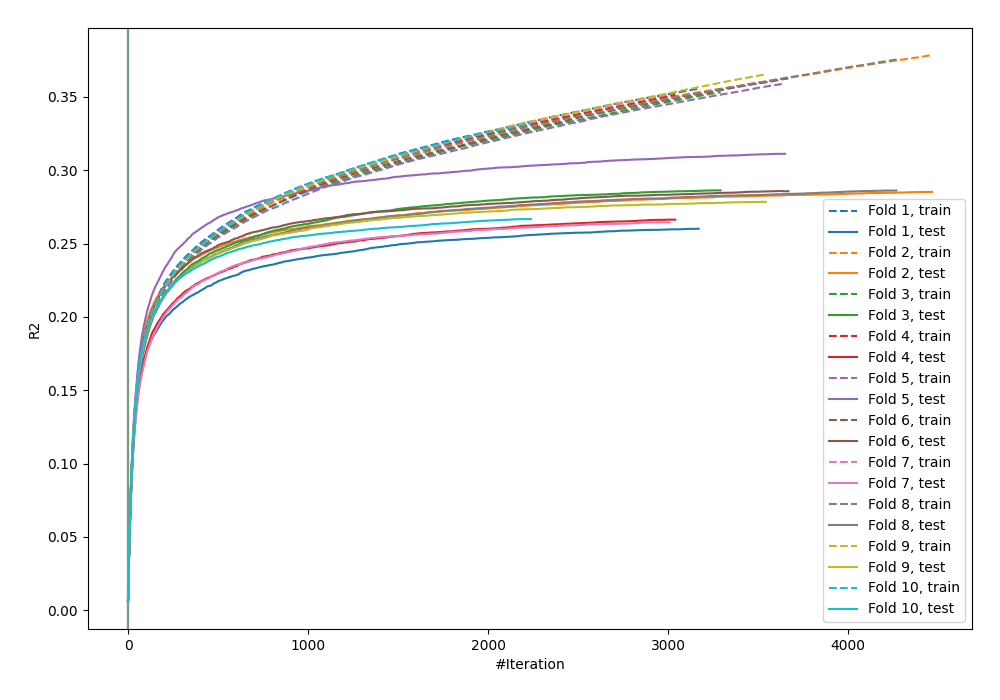 0.35
0.30
0.25
0.20
0.15
0.10
0.05
0.00
R2
0 1000 2000 3000 4000
#Iteration
Fold 1, train
Fold 1, test
Fold 2, train
Fold 2, test
Fold 3, train
Fold 3, test
Fold 4, train
Fold 4, test
Fold 5, train
Fold 5, test
Fold 6, train
Fold 6, test
Fold 7, train
Fold 7, test
Fold 8, train
Fold 8, test
Fold 9, train
Fold 9, test
Fold 10, train
Fold 10, test